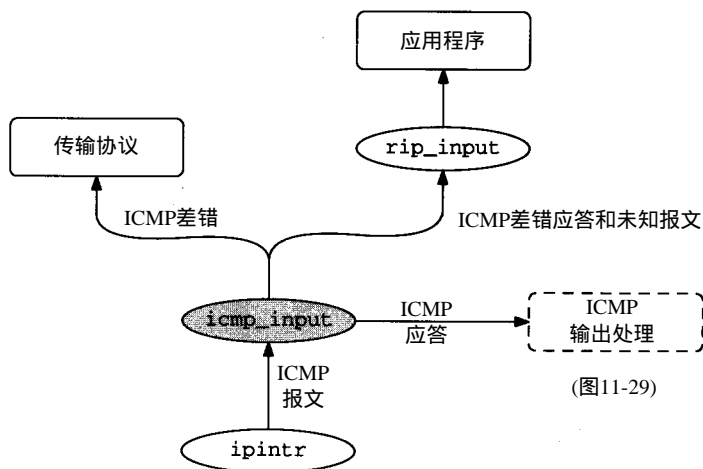 应用程序
传输协议
rip_input
ICMP差错
ICMP差错应答和未知报文
icmp_input
ICMP
应答
ICMP
输出处理
ICMP
报文
(图11-29)
ipintr